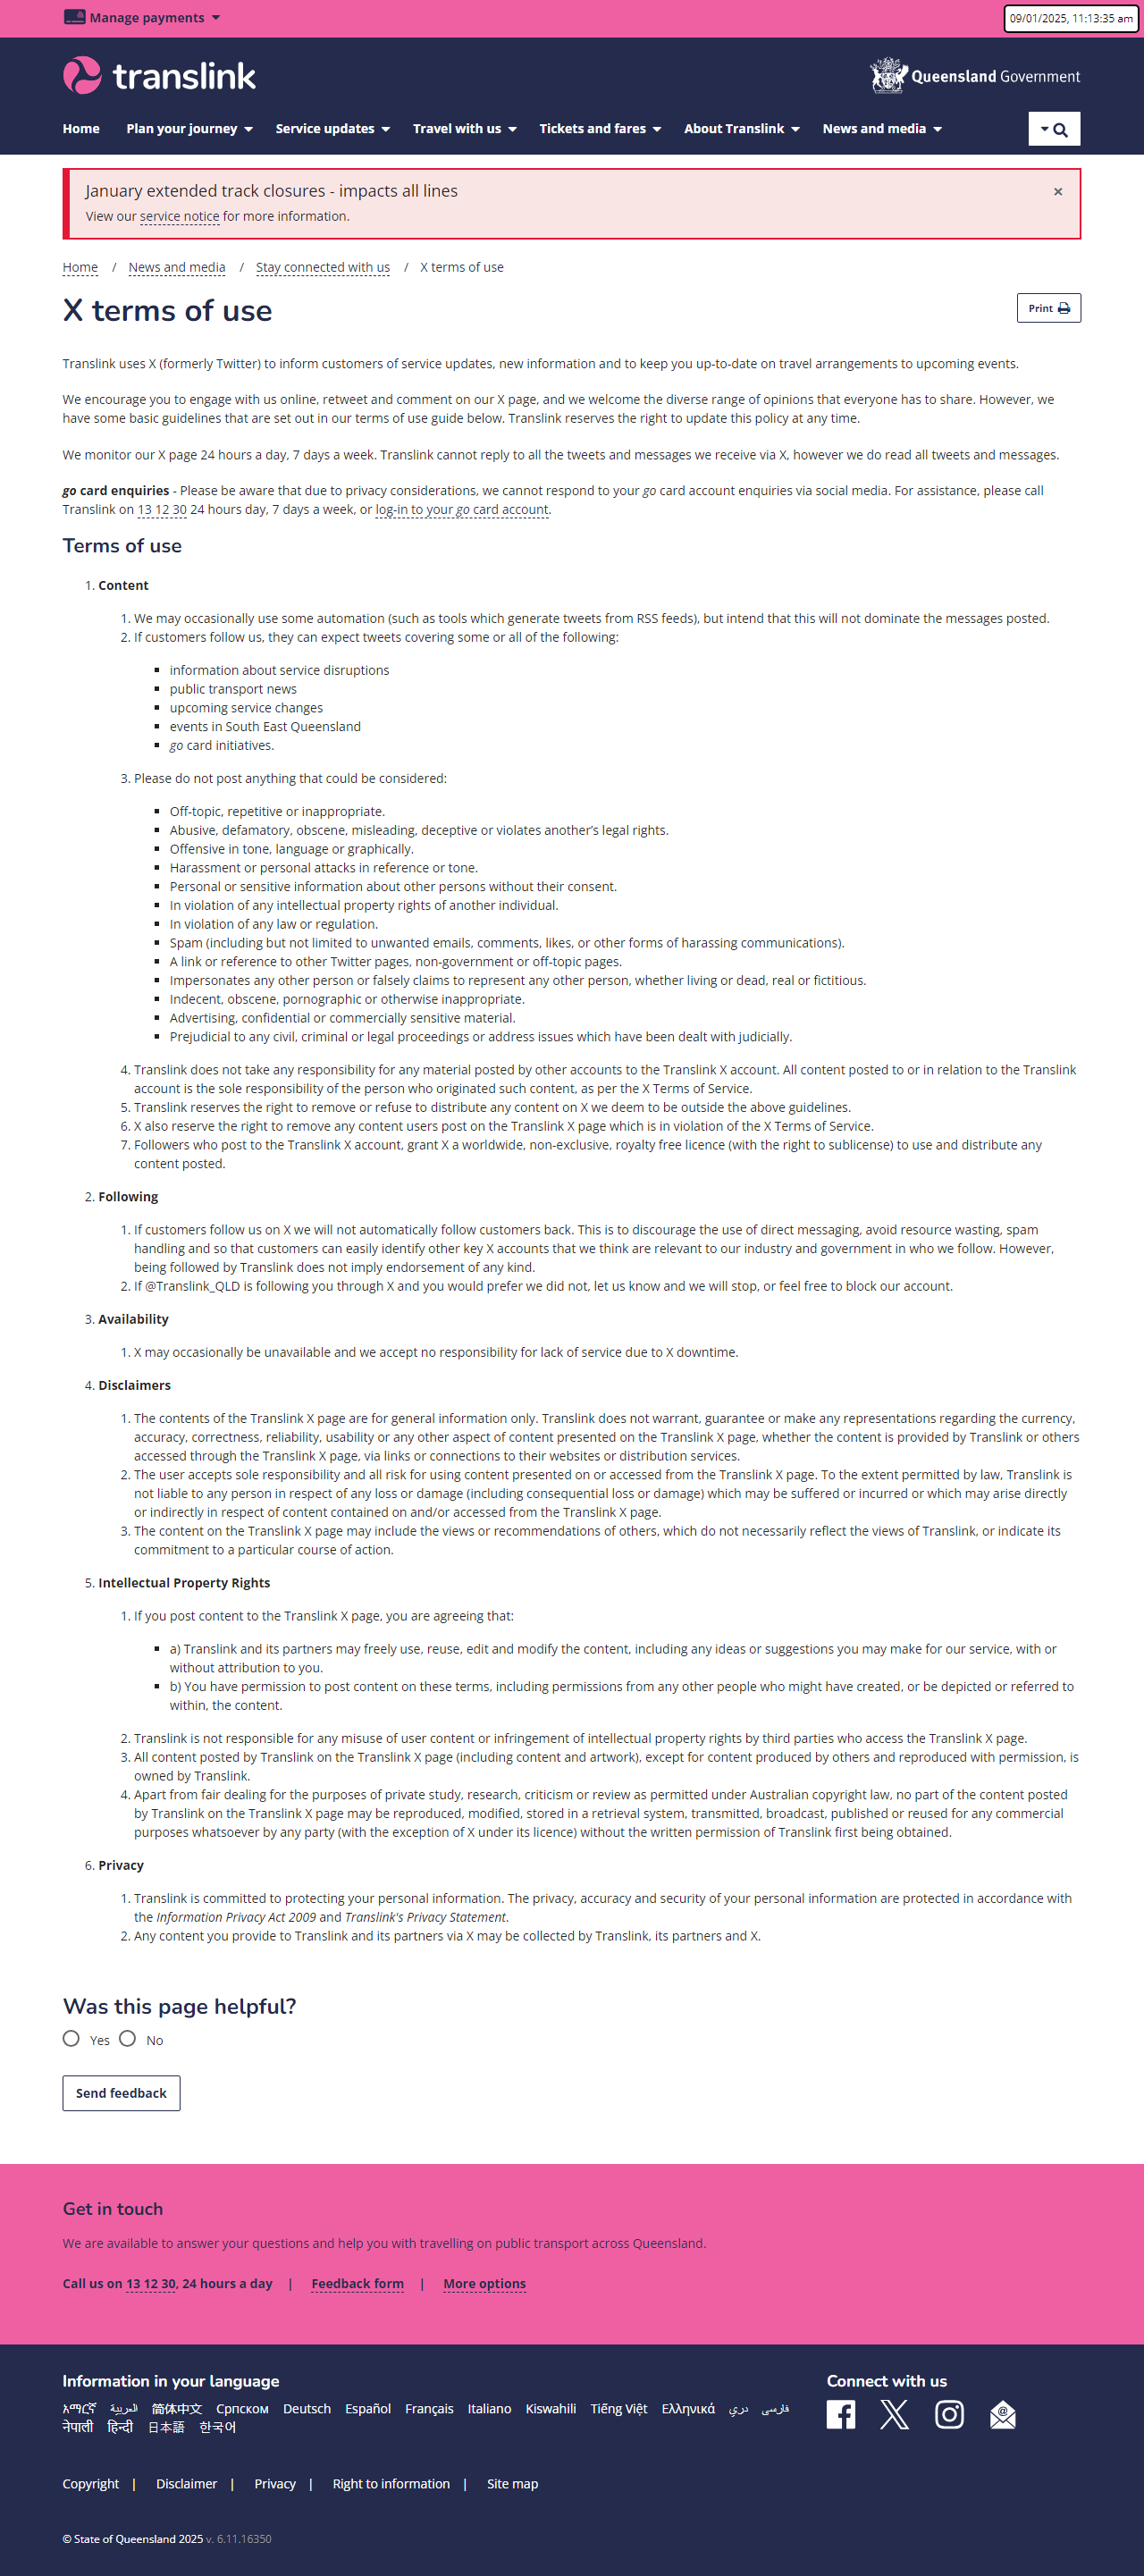 Manage payments
09/01/2025, 11:13:35 am
translink
Queensland Government
Home Plan your journey Service updates Travel with us Tickets and fares About Translink News and media
January extended track closures - impacts all lines
×
View our service notice for more information.
Home / News and media / Stay connected with us / X terms of use
X terms of use
Print
Translink uses X (formerly Twitter) to inform customers of service updates, new information and to keep you up-to-date on travel arrangements to upcoming events.
We encourage you to engage with us online, retweet and comment on our X page, and we welcome the diverse range of opinions that everyone has to share. However, we
have some basic guidelines that are set out in our terms of use guide below. Translink reserves the right to update this policy at any time.
We monitor our X page 24 hours a day, 7 days a week. Translink cannot reply to all the tweets and messages we receive via X, however we do read all tweets and messages.
go card enquiries - Please be aware that due to privacy considerations, we cannot respond to your go card account enquiries via social media. For assistance, please call
Translink on 13 12 30 24 hours day, 7 days a week, or log-in to your go card account.
Terms of use
1. Content
1. We may occasionally use some automation (such as tools which generate tweets from RSS feeds), but intend that this will not dominate the messages posted.
2. If customers follow us, they can expect tweets covering some or all of the following:
▪ information about service disruptions
▪ public transport news
▪ upcoming service changes
▪ events in South East Queensland
▪ go card initiatives.
3. Please do not post anything that could be considered:
▪ Off-topic, repetitive or inappropriate.
▪ Abusive, defamatory, obscene, misleading, deceptive or violates another’s legal rights.
▪ Offensive in tone, language or graphically.
▪ Harassment or personal attacks in reference or tone.
▪ Personal or sensitive information about other persons without their consent.
▪ In violation of any intellectual property rights of another individual.
▪ In violation of any law or regulation.
▪ Spam (including but not limited to unwanted emails, comments, likes, or other forms of harassing communications).
▪ A link or reference to other Twitter pages, non-government or off-topic pages.
▪ Impersonates any other person or falsely claims to represent any other person, whether living or dead, real or fictitious.
▪ Indecent, obscene, pornographic or otherwise inappropriate.
▪ Advertising, confidential or commercially sensitive material.
▪ Prejudicial to any civil, criminal or legal proceedings or address issues which have been dealt with judicially.
4. Translink does not take any responsibility for any material posted by other accounts to the Translink X account. All content posted to or in relation to the Translink
account is the sole responsibility of the person who originated such content, as per the X Terms of Service.
5. Translink reserves the right to remove or refuse to distribute any content on X we deem to be outside the above guidelines.
6. X also reserve the right to remove any content users post on the Translink X page which is in violation of the X Terms of Service.
7. Followers who post to the Translink X account, grant X a worldwide, non-exclusive, royalty free licence (with the right to sublicense) to use and distribute any
content posted.
2. Following
1. If customers follow us on X we will not automatically follow customers back. This is to discourage the use of direct messaging, avoid resource wasting, spam
handling and so that customers can easily identify other key X accounts that we think are relevant to our industry and government in who we follow. However,
being followed by Translink does not imply endorsement of any kind.
2. If @Translink_QLD is following you through X and you would prefer we did not, let us know and we will stop, or feel free to block our account.
3. Availability
1. X may occasionally be unavailable and we accept no responsibility for lack of service due to X downtime.
4. Disclaimers
1. The contents of the Translink X page are for general information only. Translink does not warrant, guarantee or make any representations regarding the currency,
accuracy, correctness, reliability, usability or any other aspect of content presented on the Translink X page, whether the content is provided by Translink or others
accessed through the Translink X page, via links or connections to their websites or distribution services.
2. The user accepts sole responsibility and all risk for using content presented on or accessed from the Translink X page. To the extent permitted by law, Translink is
not liable to any person in respect of any loss or damage (including consequential loss or damage) which may be suffered or incurred or which may arise directly
or indirectly in respect of content contained on and/or accessed from the Translink X page.
3. The content on the Translink X page may include the views or recommendations of others, which do not necessarily reflect the views of Translink, or indicate its
commitment to a particular course of action.
5. Intellectual Property Rights
1. If you post content to the Translink X page, you are agreeing that:
▪ a) Translink and its partners may freely use, reuse, edit and modify the content, including any ideas or suggestions you may make for our service, with or
without attribution to you.
▪ b) You have permission to post content on these terms, including permissions from any other people who might have created, or be depicted or referred to
within, the content.
2. Translink is not responsible for any misuse of user content or infringement of intellectual property rights by third parties who access the Translink X page.
3. All content posted by Translink on the Translink X page (including content and artwork), except for content produced by others and reproduced with permission, is
owned by Translink.
4. Apart from fair dealing for the purposes of private study, research, criticism or review as permitted under Australian copyright law, no part of the content posted
by Translink on the Translink X page may be reproduced, modified, stored in a retrieval system, transmitted, broadcast, published or reused for any commercial
purposes whatsoever by any party (with the exception of X under its licence) without the written permission of Translink first being obtained.
6. Privacy
1. Translink is committed to protecting your personal information. The privacy, accuracy and security of your personal information are protected in accordance with
the Information Privacy Act 2009 and Translink's Privacy Statement.
2. Any content you provide to Translink and its partners via X may be collected by Translink, its partners and X.
Was this page helpful?
Yes No
Send feedback
Get in touch
We are available to answer your questions and help you with travelling on public transport across Queensland.
Call us on 13 12 30, 24 hours a day | Feedback form | More options
Information in your language
Connect with us
አማርኛ العربية 简体中文 Српском Deutsch Español Français Italiano Kiswahili Tiếng Việt Ελληνικά دري فارسی
नेपाली हिन्दी 日本語 한국어
Copyright | Disclaimer | Privacy | Right to information | Site map
© State of Queensland 2025 v. 6.11.16350